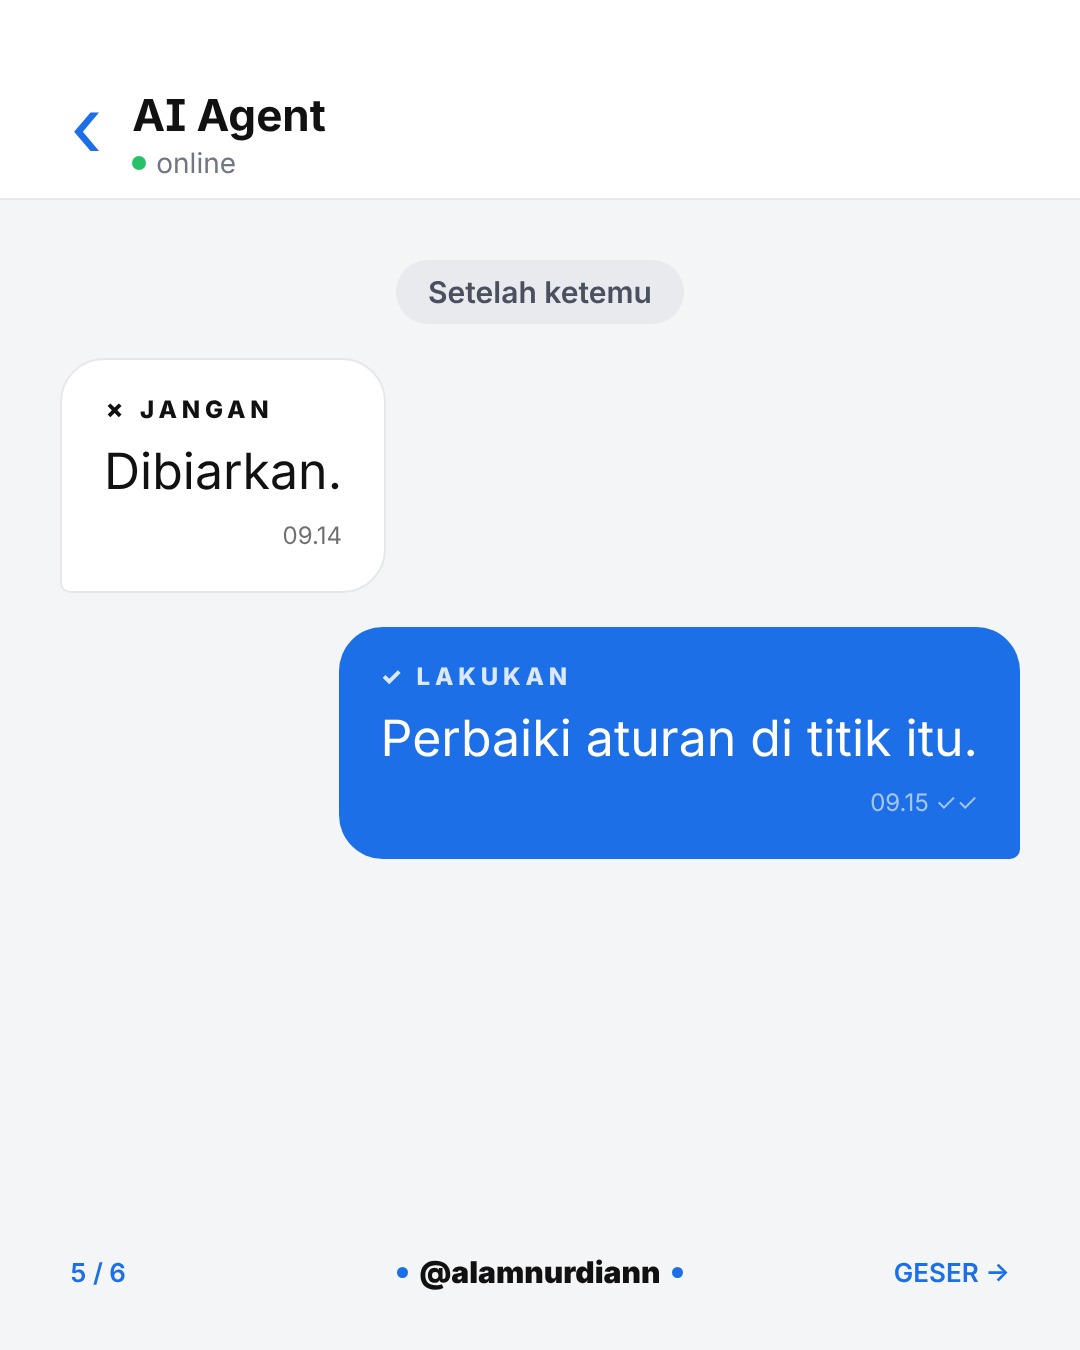 AI Agent
online
Setelah ketemu
× JANGAN
Dibiarkan.
09.14
✓ LAKUKAN
Perbaiki aturan di titik itu.
09.15 ✓✓
5 / 6
• @alamnurdiann •
GESER →